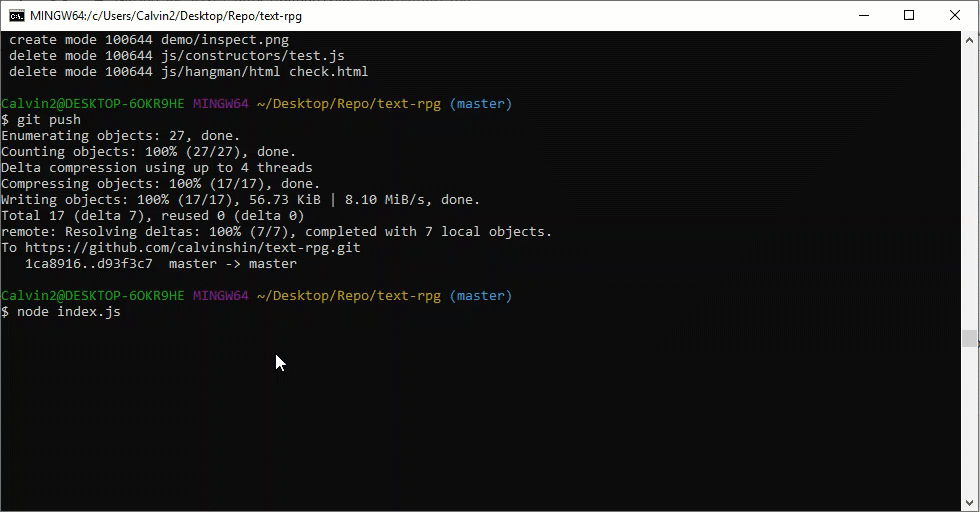 MINGW64:/c/Users/Calvin2/Desktop/Repo/text-rpg
create mode 100644 demo/inspect.png
delete mode 100644 js/constructors/test.js
delete mode 100644 js/hangman/html check.html
Calvin2@DESKTOP-6OKR9HE MINGW64 ~/Desktop/Repo/text-rpg (master)
$ git push
Enumerating objects: 27, done.
Counting objects: 100% (27/27), done.
Delta compression using up to 4 threads
Compressing objects: 100% (17/17), done.
Writing objects: 100% (17/17), 56.73 KiB | 8.10 MiB/s, done.
Total 17 (delta 7), reused 0 (delta 0)
remote: Resolving deltas: 100% (7/7), completed with 7 local objects.
To https://github.com/calvinshin/text-rpg.git
1ca8916..d93f3c7  master -> master
Calvin2@DESKTOP-6OKR9HE MINGW64 ~/Desktop/Repo/text-rpg (master)
$ node index.js